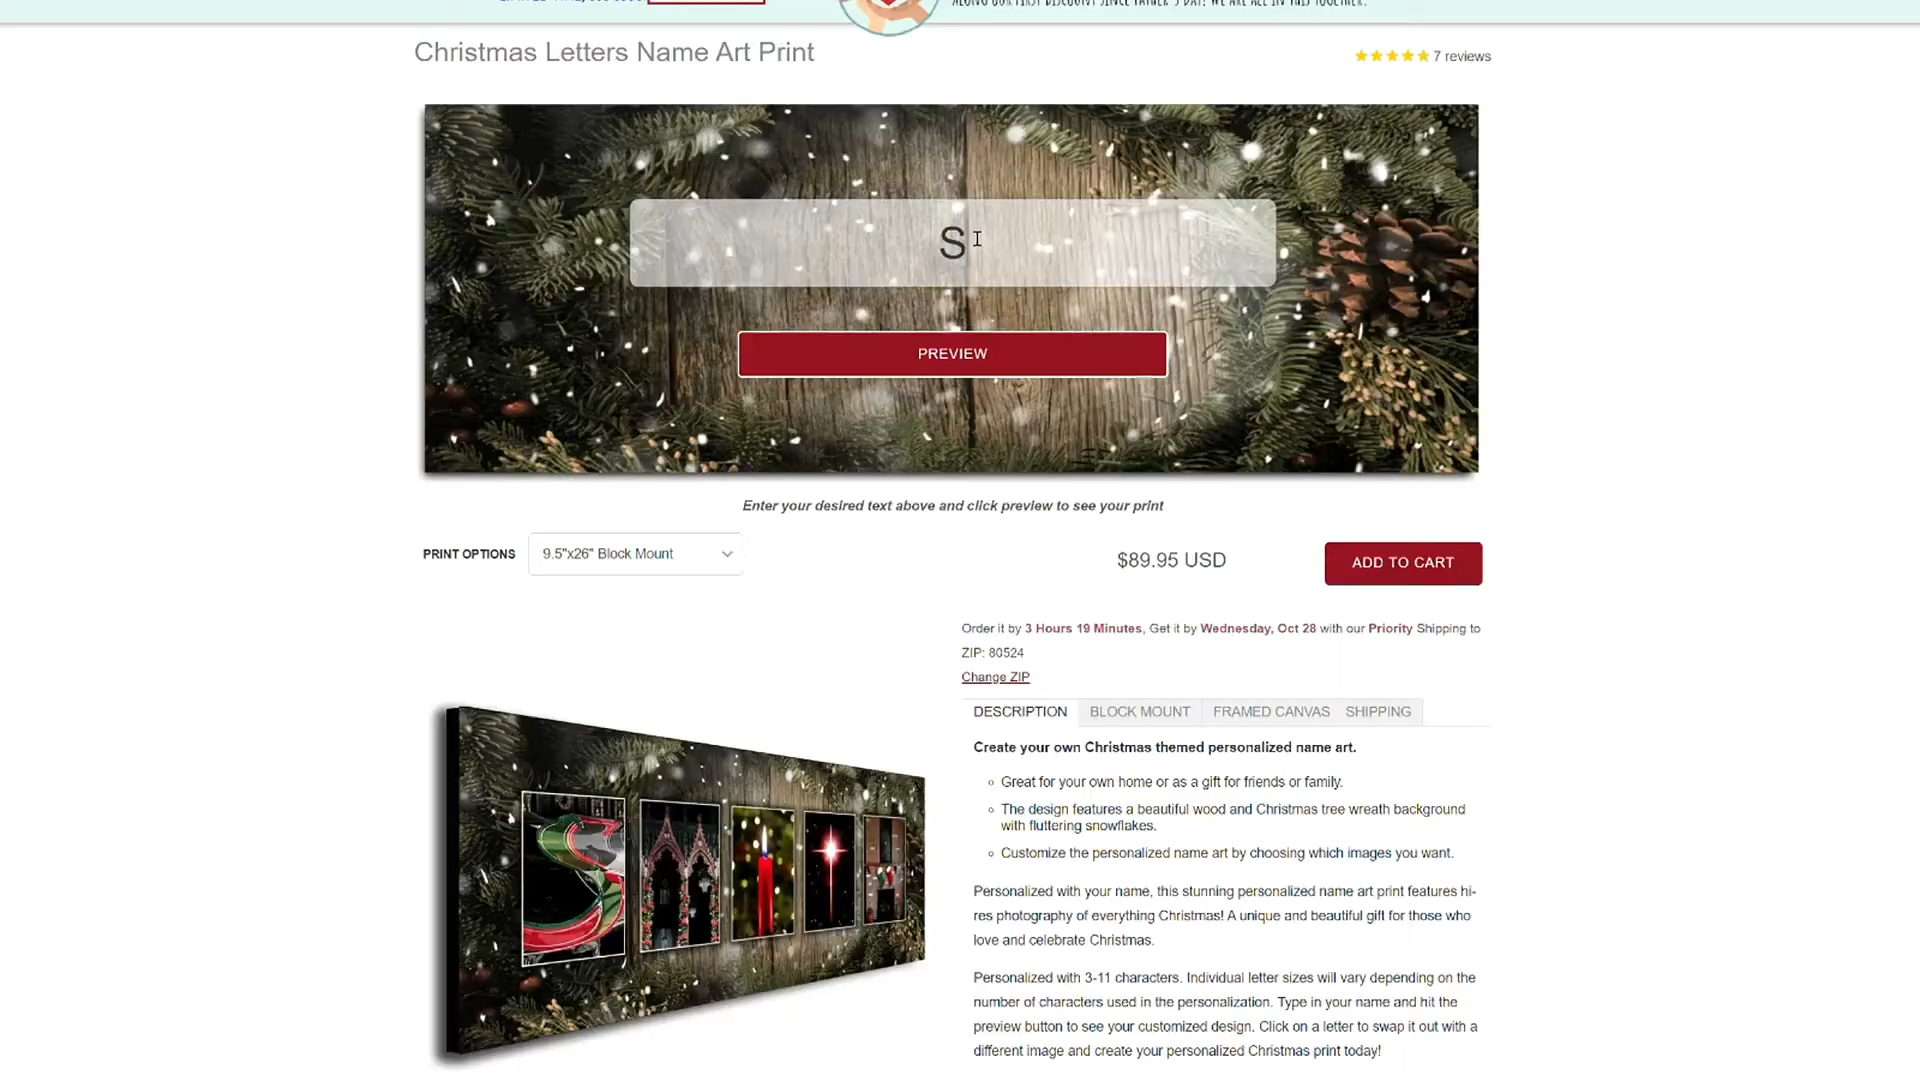 Christmas Letters Name Art Print
7 reviews
S
PREVIEW
Enter your desired text above and click preview to see your print
PRINT OPTIONS
9.5"x26" Block Mount
$89.95 USD
ADD TO CART
Order it by 3 Hours 19 Minutes, Get it by Wednesday, Oct 28 with our Priority Shipping to
ZIP: 80524
Change ZIP
DESCRIPTION
BLOCK MOUNT
FRAMED CANVAS
SHIPPING
Create your own Christmas themed personalized name art.
Great for your own home or as a gift for friends or family.
The design features a beautiful wood and Christmas tree wreath background
with fluttering snowflakes.
Customize the personalized name art by choosing which images you want.
Personalized with your name, this stunning personalized name art print features hi-
res photography of everything Christmas! A unique and beautiful gift for those who
love and celebrate Christmas.
Personalized with 3-11 characters. Individual letter sizes will vary depending on the
number of characters used in the personalization. Type in your name and hit the
preview button to see your customized design. Click on a letter to swap it out with a
different image and create your personalized Christmas print today!